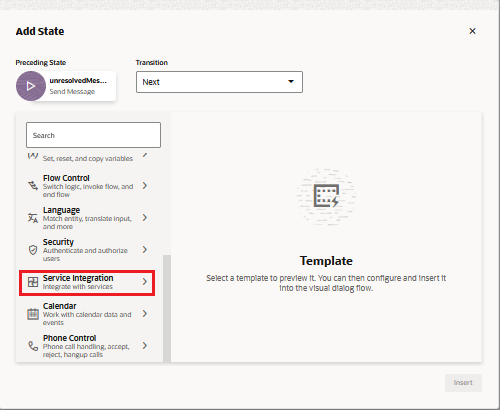 Add State
Preceding State
Transition
unresolvedMes...
Send Message
Next
Search
Set, reset, and copy variables
Flow Control
Switch logic, invoke flow, and
end flow
Language
Match entity, translate input,
and more
Security
Authenticate and authorize
users
Service Integration
Integrate with services
Calendar
Work with calendar data and
events
Phone Control
Phone call handling, accept,
reject, hangup calls
Template
Select a template to preview it. You can then configure and insert it
into the visual dialog flow.
Insert